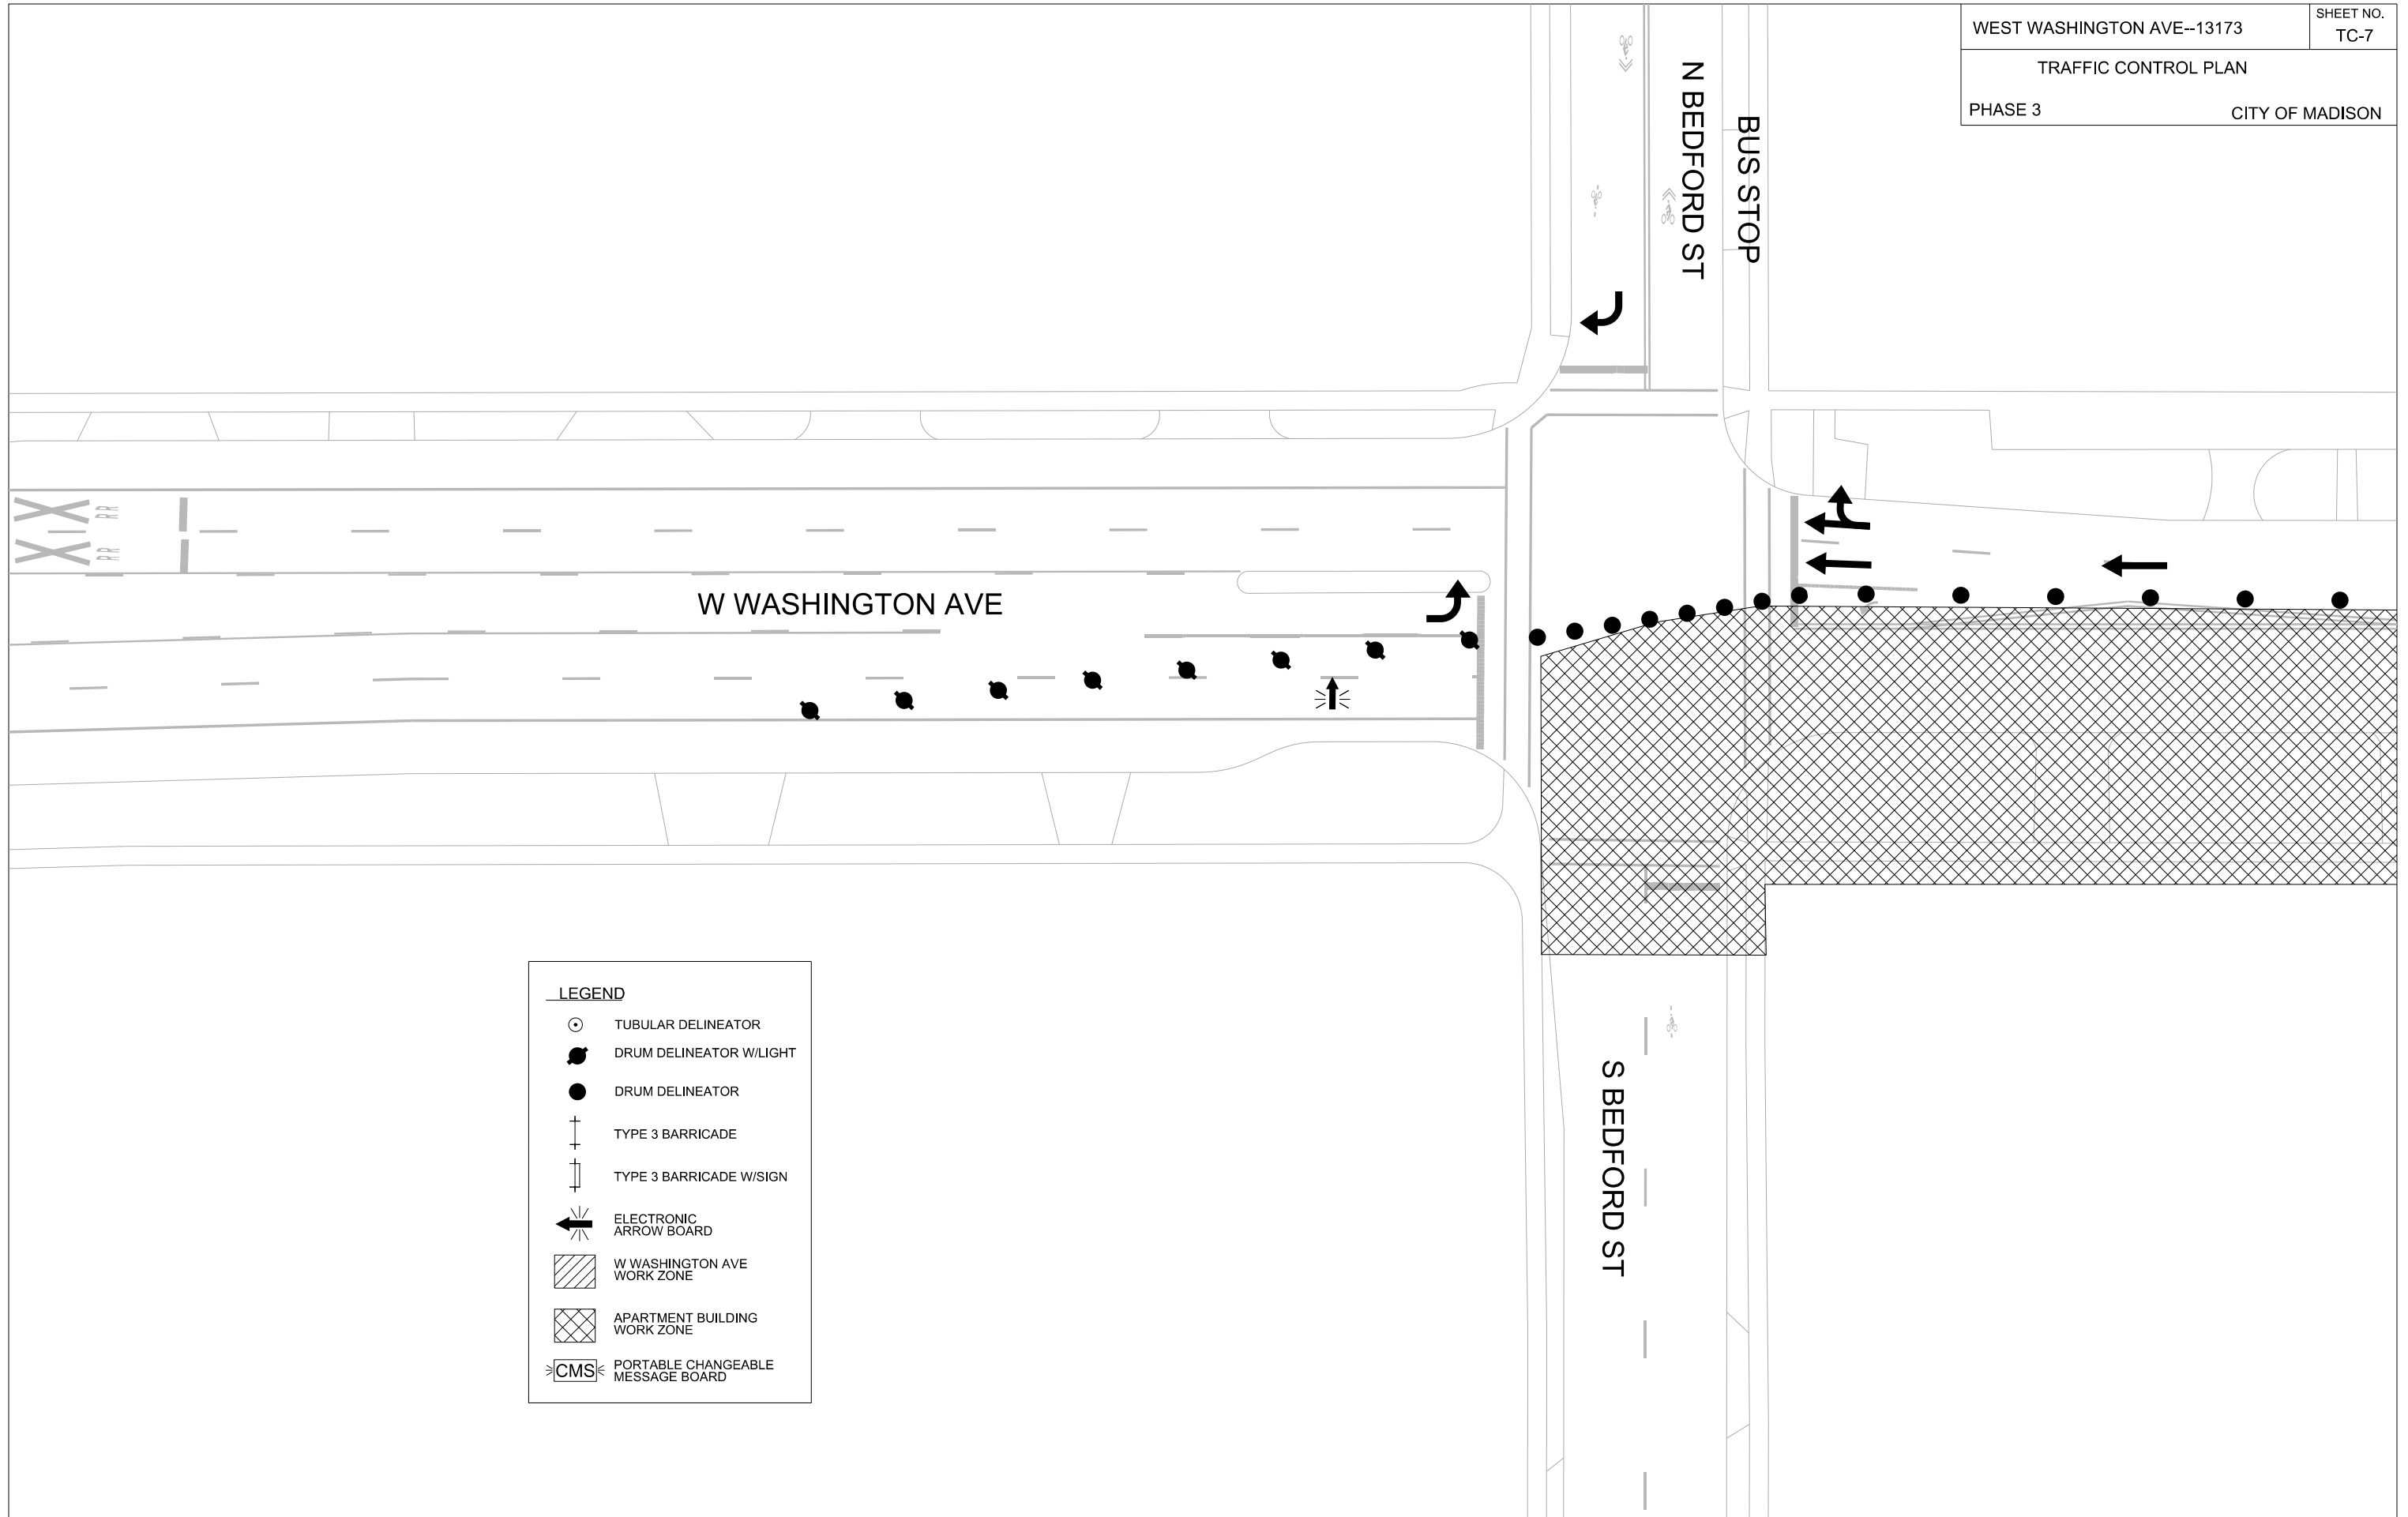 WEST WASHINGTON AVE--13173
SHEET NO.
TC-7
TRAFFIC CONTROL PLAN
PHASE 3
CITY OF MADISON
N BEDFORD ST
BUS STOP
R R
R R
W WASHINGTON AVE
S BEDFORD ST
LEGEND
TUBULAR DELINEATOR
DRUM DELINEATOR W/LIGHT
DRUM DELINEATOR
TYPE 3 BARRICADE
TYPE 3 BARRICADE W/SIGN
ELECTRONIC
ARROW BOARD
W WASHINGTON AVE
WORK ZONE
APARTMENT BUILDING
WORK ZONE
CMS
PORTABLE CHANGEABLE
MESSAGE BOARD